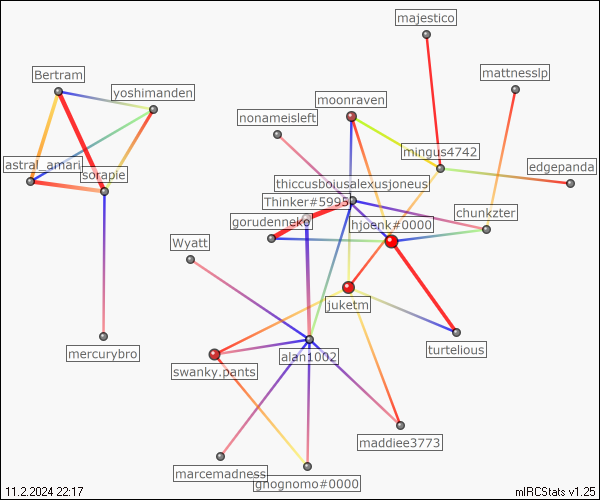 majestico
Bertram
mattnesslp
yoshimanden
moonraven
nonameisleft
mingus4742
astral_amari
edgepanda
sorapie
thiccusboiusalexusjoneus
Thinker#5995
chunkzter
gorudenneko
hjoenk#0000
Wyatt
juketm
mercurybro
turtelious
alan1002
swanky.pants
maddiee3773
marcemadness
gnognomo#0000
11.2.2024 22:17
mIRCStats v1.25